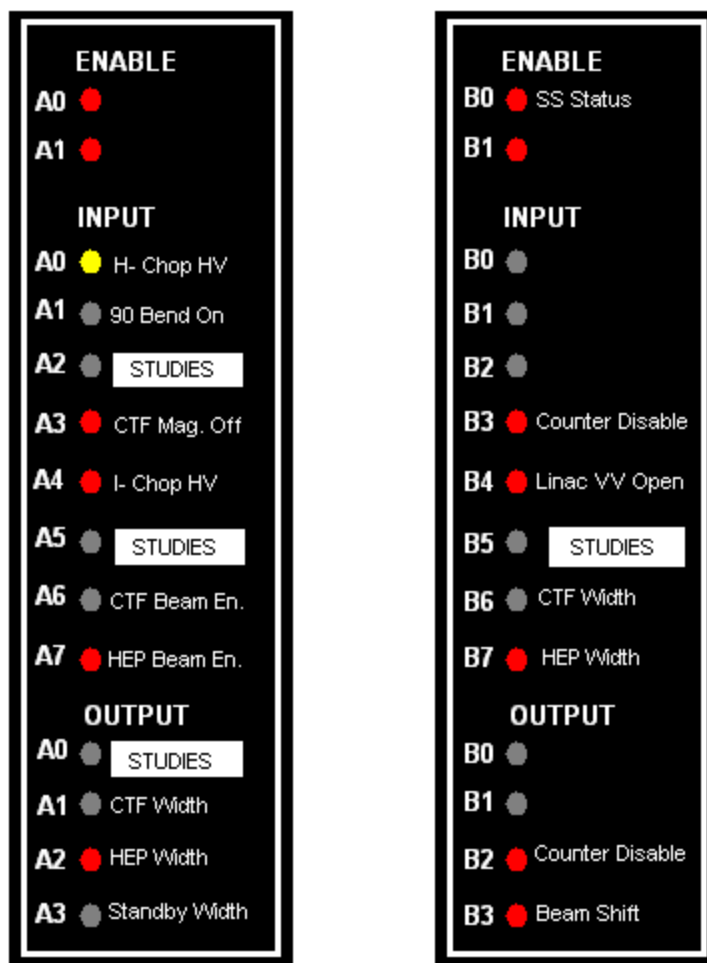 ENABLE
A0
A1
INPUT
A0 H- Chop HV
A1 90 Bend On
A2 STUDIES
A3 CTF Mag. Off
A4 I- Chop HV
A5 STUDIES
A6 CTF Beam En.
A7 HEP Beam En.
OUTPUT
A0 STUDIES
A1 CTF Width
A2 HEP Width
A3 Standby Width
ENABLE
B0 SS Status
B1
INPUT
B0
B1
B2
B3 Counter Disable
B4 Linac VV Open
B5 STUDIES
B6 CTF Width
B7 HEP Width
OUTPUT
B0
B1
B2 Counter Disable
B3 Beam Shift